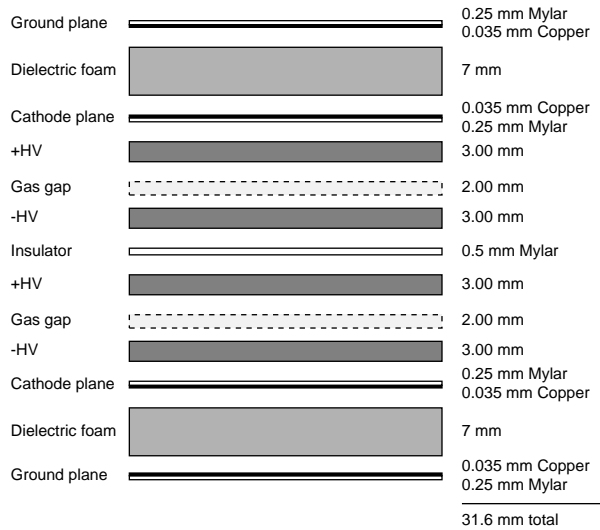 Ground plane
0.25 mm Mylar
0.035 mm Copper
Dielectric foam
7 mm
Cathode plane
0.035 mm Copper
0.25 mm Mylar
+HV
3.00 mm
Gas gap
2.00 mm
-HV
3.00 mm
Insulator
0.5 mm Mylar
+HV
3.00 mm
Gas gap
2.00 mm
-HV
3.00 mm
Cathode plane
0.25 mm Mylar
0.035 mm Copper
Dielectric foam
7 mm
Ground plane
0.035 mm Copper
0.25 mm Mylar
31.6 mm total